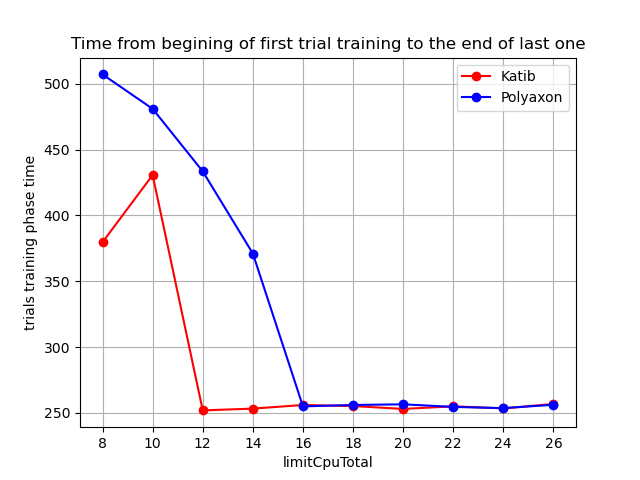 Time from begining of first trial training to the end of last one
Katib
Polyaxon
trials training phase time
500
450
400
350
300
250
8 10 12 14 16 18 20 22 24 26
limitCpuTotal